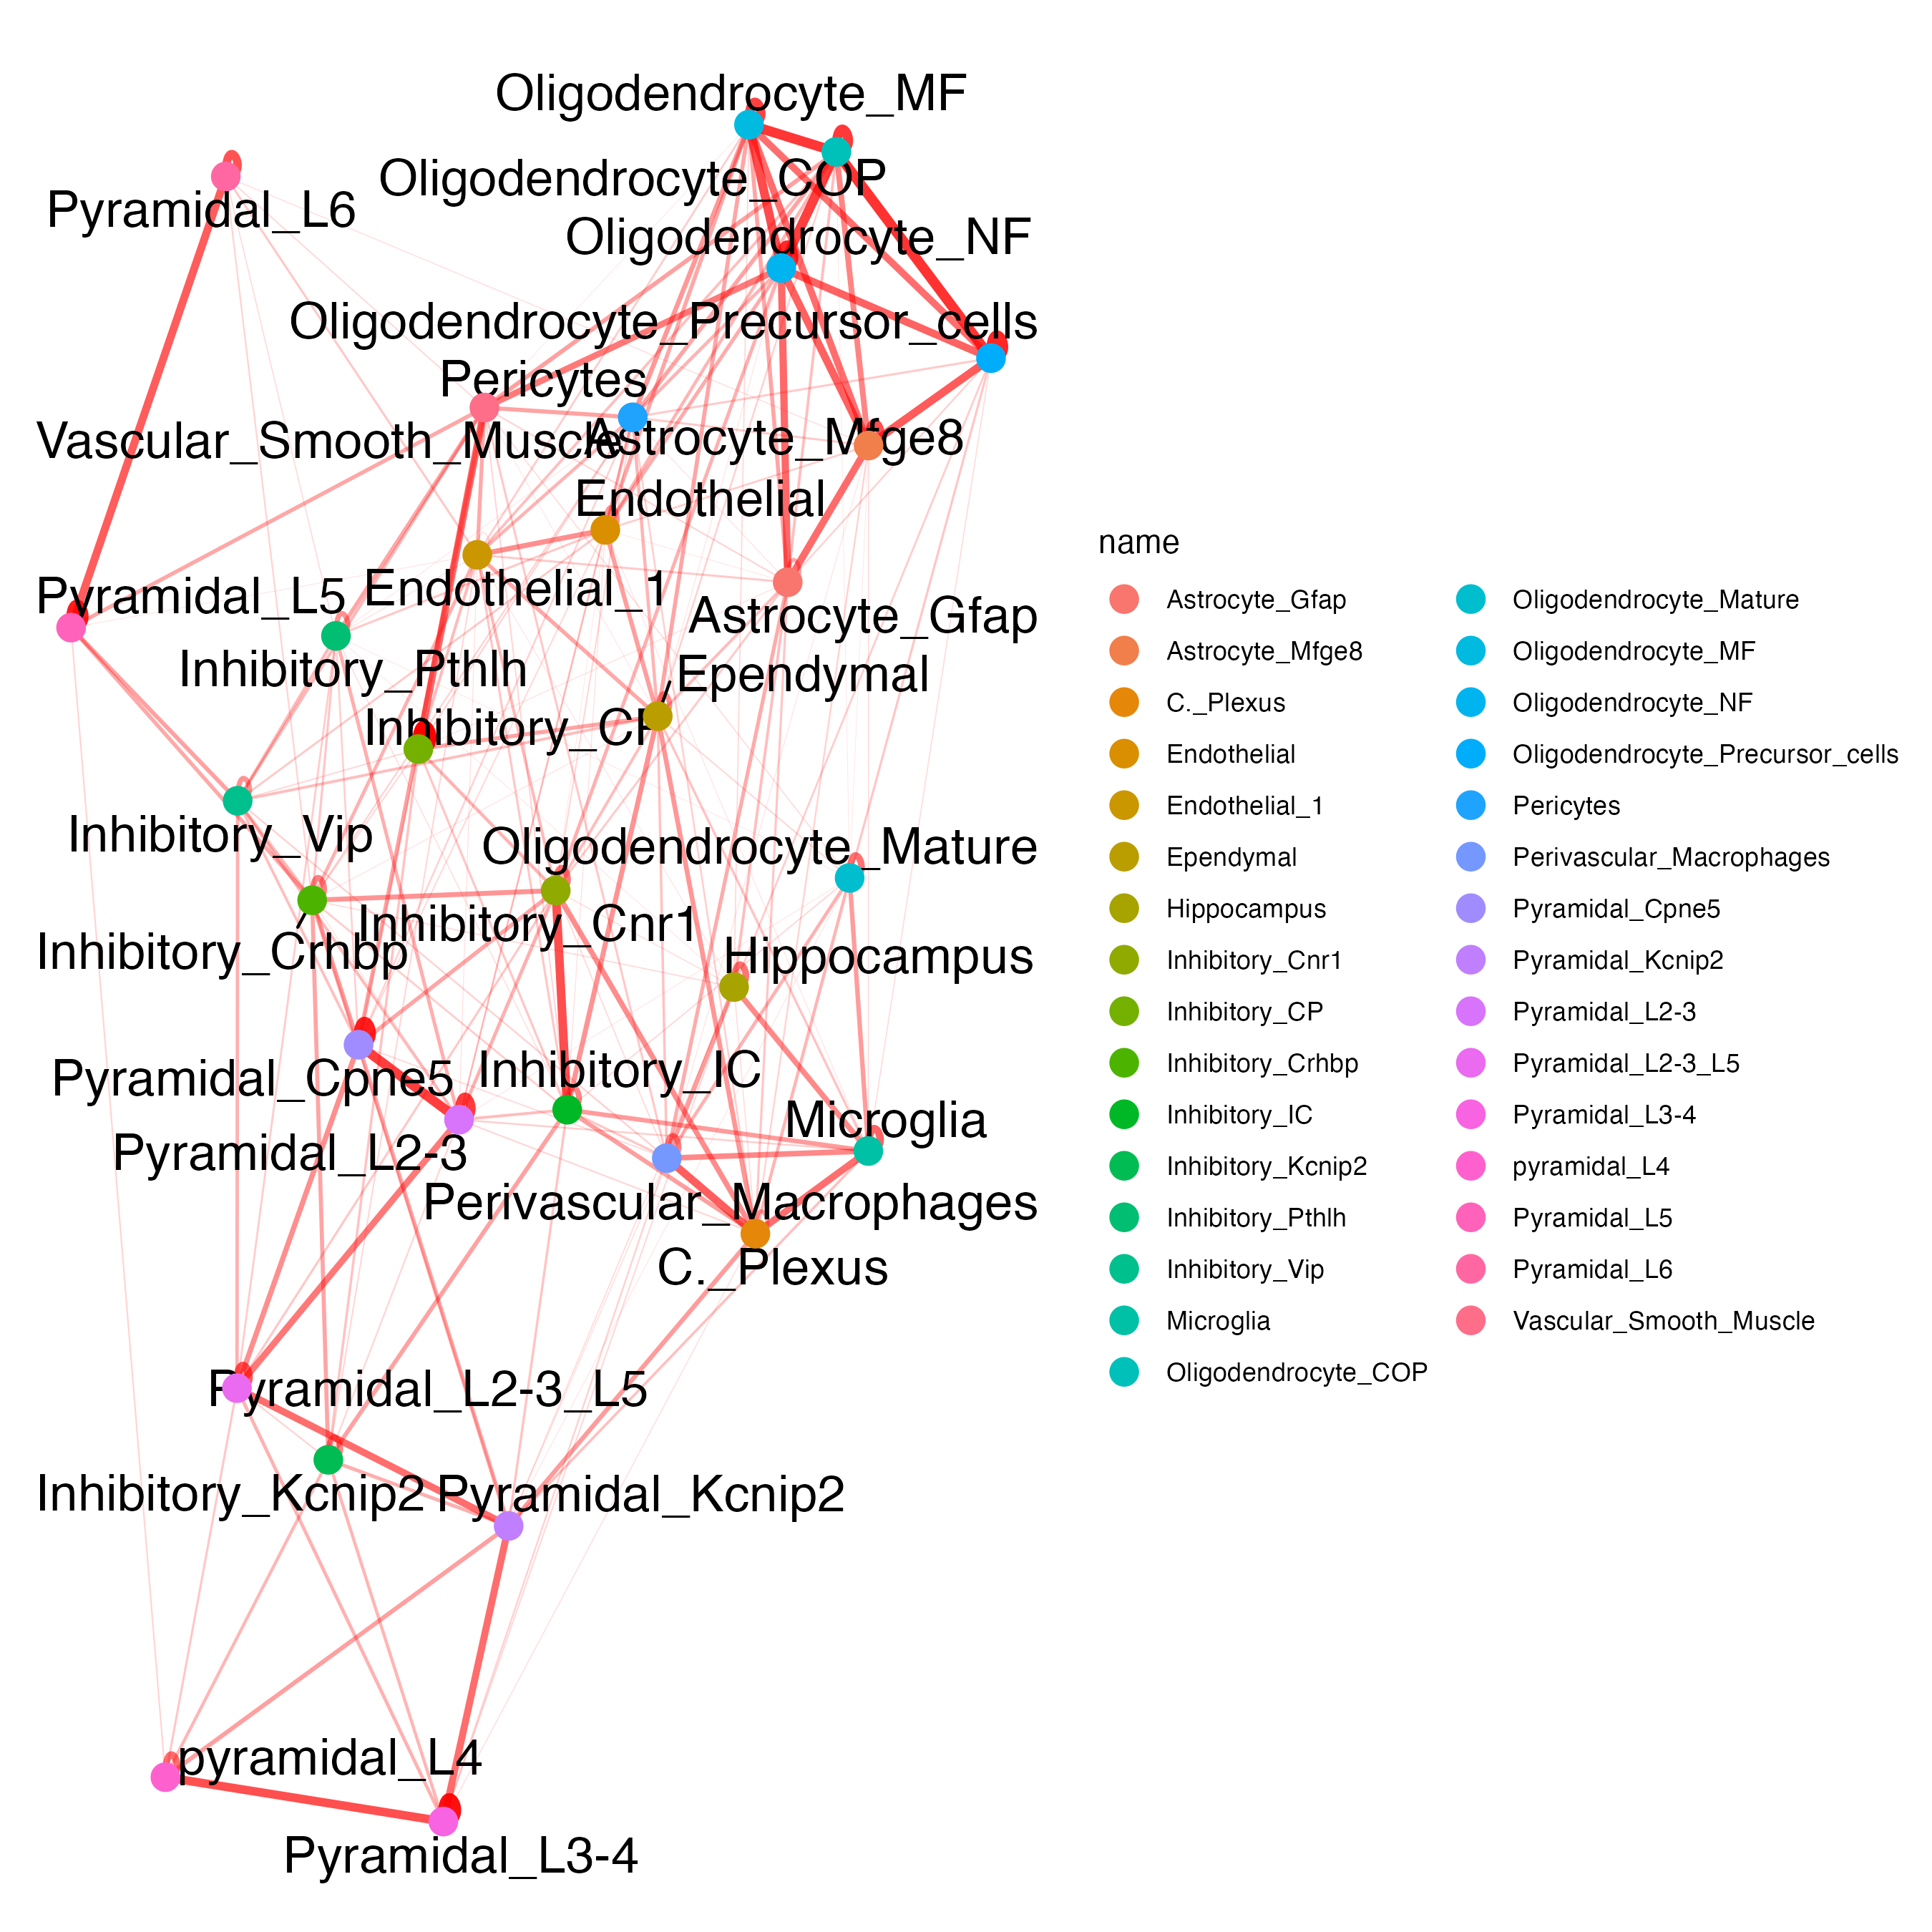 Oligodendrocyte_MF
Oligodendrocyte_COP
Pyramidal_L6
Oligodendrocyte_NF
Oligodendrocyte_Precursor_cells
Pericytes
Vascular_Smooth_Muscle
Astrocyte_Mfge8
Endothelial
Pyramidal_L5
Endothelial_1
Astrocyte_Gfap
Inhibitory_Pthlh
Ependymal
Inhibitory_CP
Inhibitory_Vip
Oligodendrocyte_Mature
Inhibitory_Cnr1
Inhibitory_Crhbp
Hippocampus
Pyramidal_Cpne5
Inhibitory_IC
Microglia
Pyramidal_L2-3
Perivascular_Macrophages
C._Plexus
Pyramidal_L2-3_L5
Inhibitory_Kcnip2
Pyramidal_Kcnip2
pyramidal_L4
Pyramidal_L3-4
name
Astrocyte_Gfap
Astrocyte_Mfge8
C._Plexus
Endothelial
Endothelial_1
Ependymal
Hippocampus
Inhibitory_Cnr1
Inhibitory_CP
Inhibitory_Crhbp
Inhibitory_IC
Inhibitory_Kcnip2
Inhibitory_Pthlh
Inhibitory_Vip
Microglia
Oligodendrocyte_COP
Oligodendrocyte_Mature
Oligodendrocyte_MF
Oligodendrocyte_NF
Oligodendrocyte_Precursor_cells
Pericytes
Perivascular_Macrophages
Pyramidal_Cpne5
Pyramidal_Kcnip2
Pyramidal_L2-3
Pyramidal_L2-3_L5
Pyramidal_L3-4
pyramidal_L4
Pyramidal_L5
Pyramidal_L6
Vascular_Smooth_Muscle